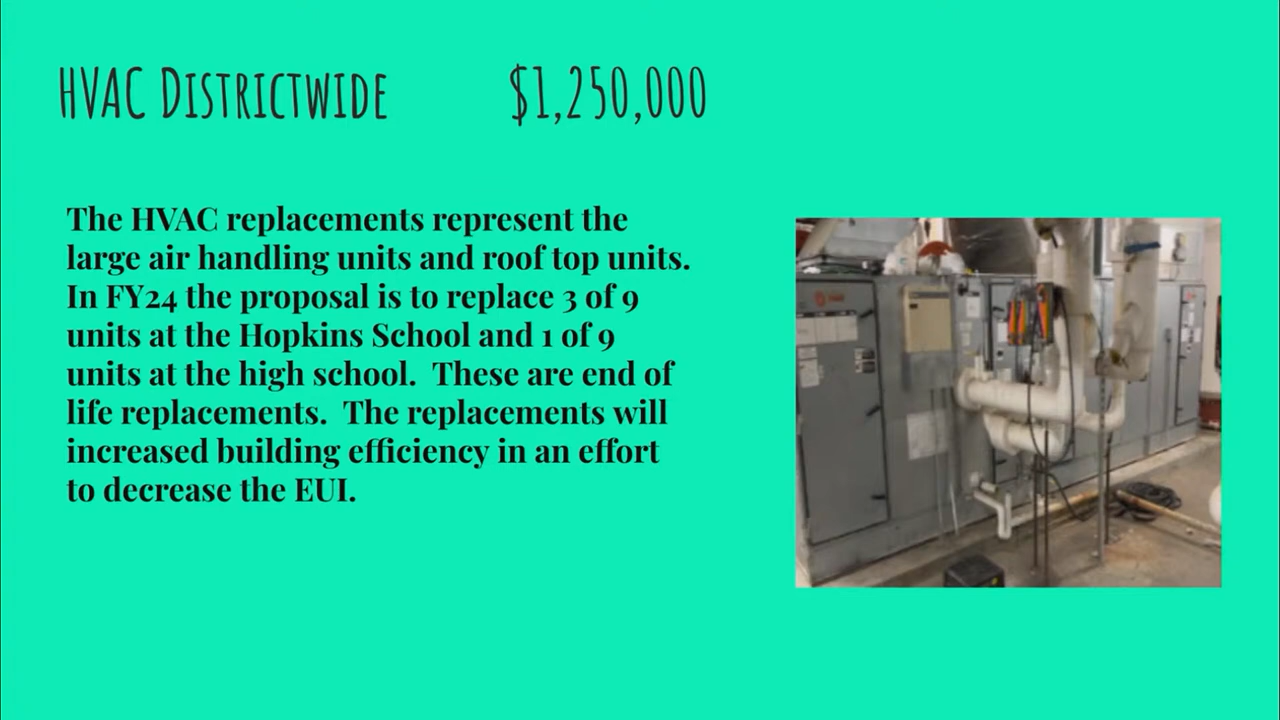 HVAC Districtwide $1,250,000
The HVAC replacements represent the
large air handling units and roof top units.
In FY24 the proposal is to replace 3 of 9
units at the Hopkins School and 1 of 9
units at the high school. These are end of
life replacements. The replacements will
increased building efficiency in an effort
to decrease the EUI.